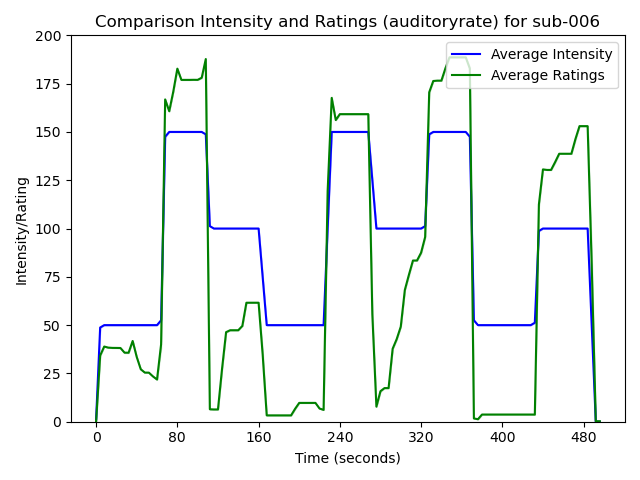 Comparison Intensity and Ratings (auditoryrate) for sub-006
Average Intensity
Average Ratings
Intensity/Rating
200
175
150
125
100
75
50
25
0
0 80 160 240 320 400 480
Time (seconds)